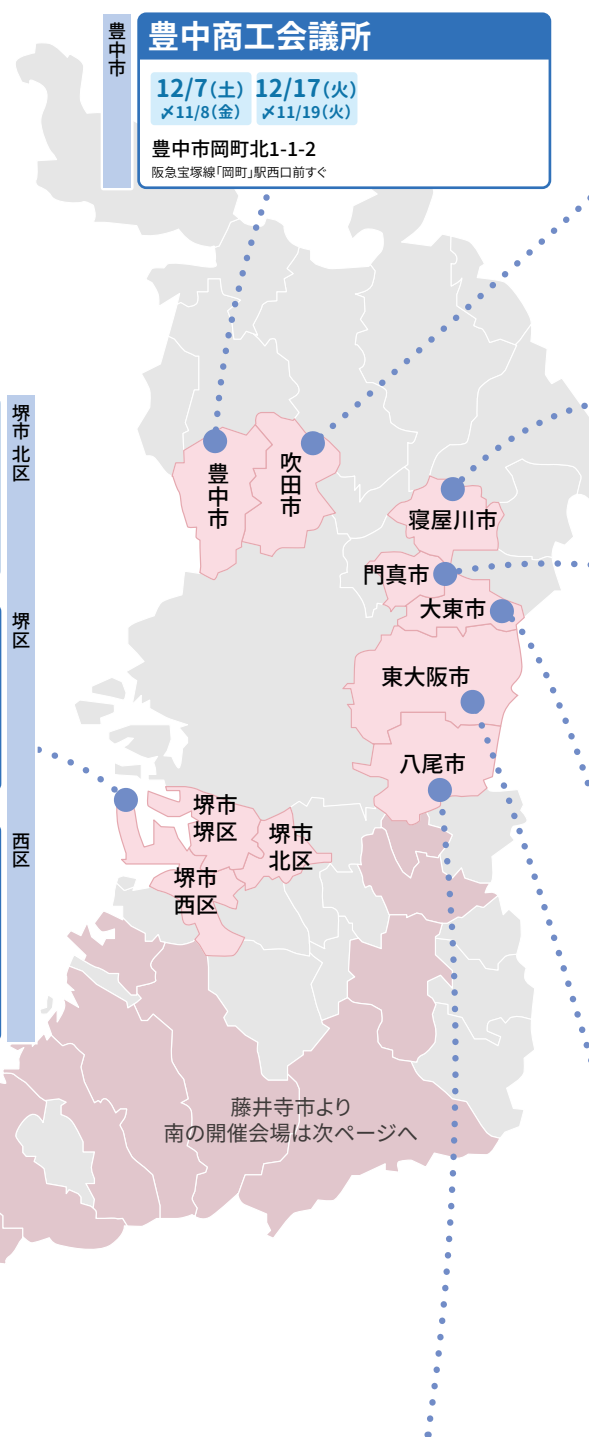 豊中市
豊中商工会議所
12/7(土) 12/17(火)
〆11/8(金) 〆11/19(火)
豊中市岡町北1-1-2
阪急宝塚線「岡町」駅西口前すぐ
堺市北区
堺区
西区
豊中市
吹田市
寝屋川市
門真市
大東市
東大阪市
八尾市
堺市
堺区
堺市
北区
堺市
西区
藤井寺市より
南の開催会場は次ページへ